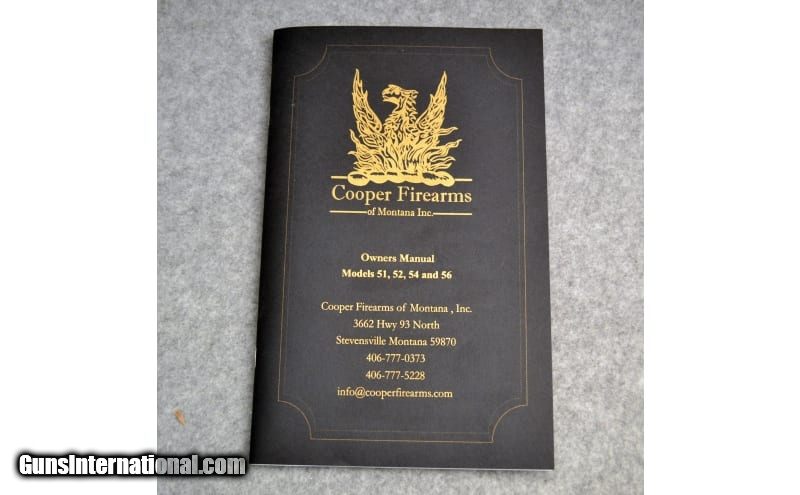 Cooper Firearms
of Montana Inc.
Owners Manual
Models 51, 52, 54 and 56
Cooper Firearms of Montana , Inc.
3662 Hwy 93 North
Stevensville Montana 59870
406-777-0373
406-777-5228
info@cooperfirearms.com
GunsInternational.com